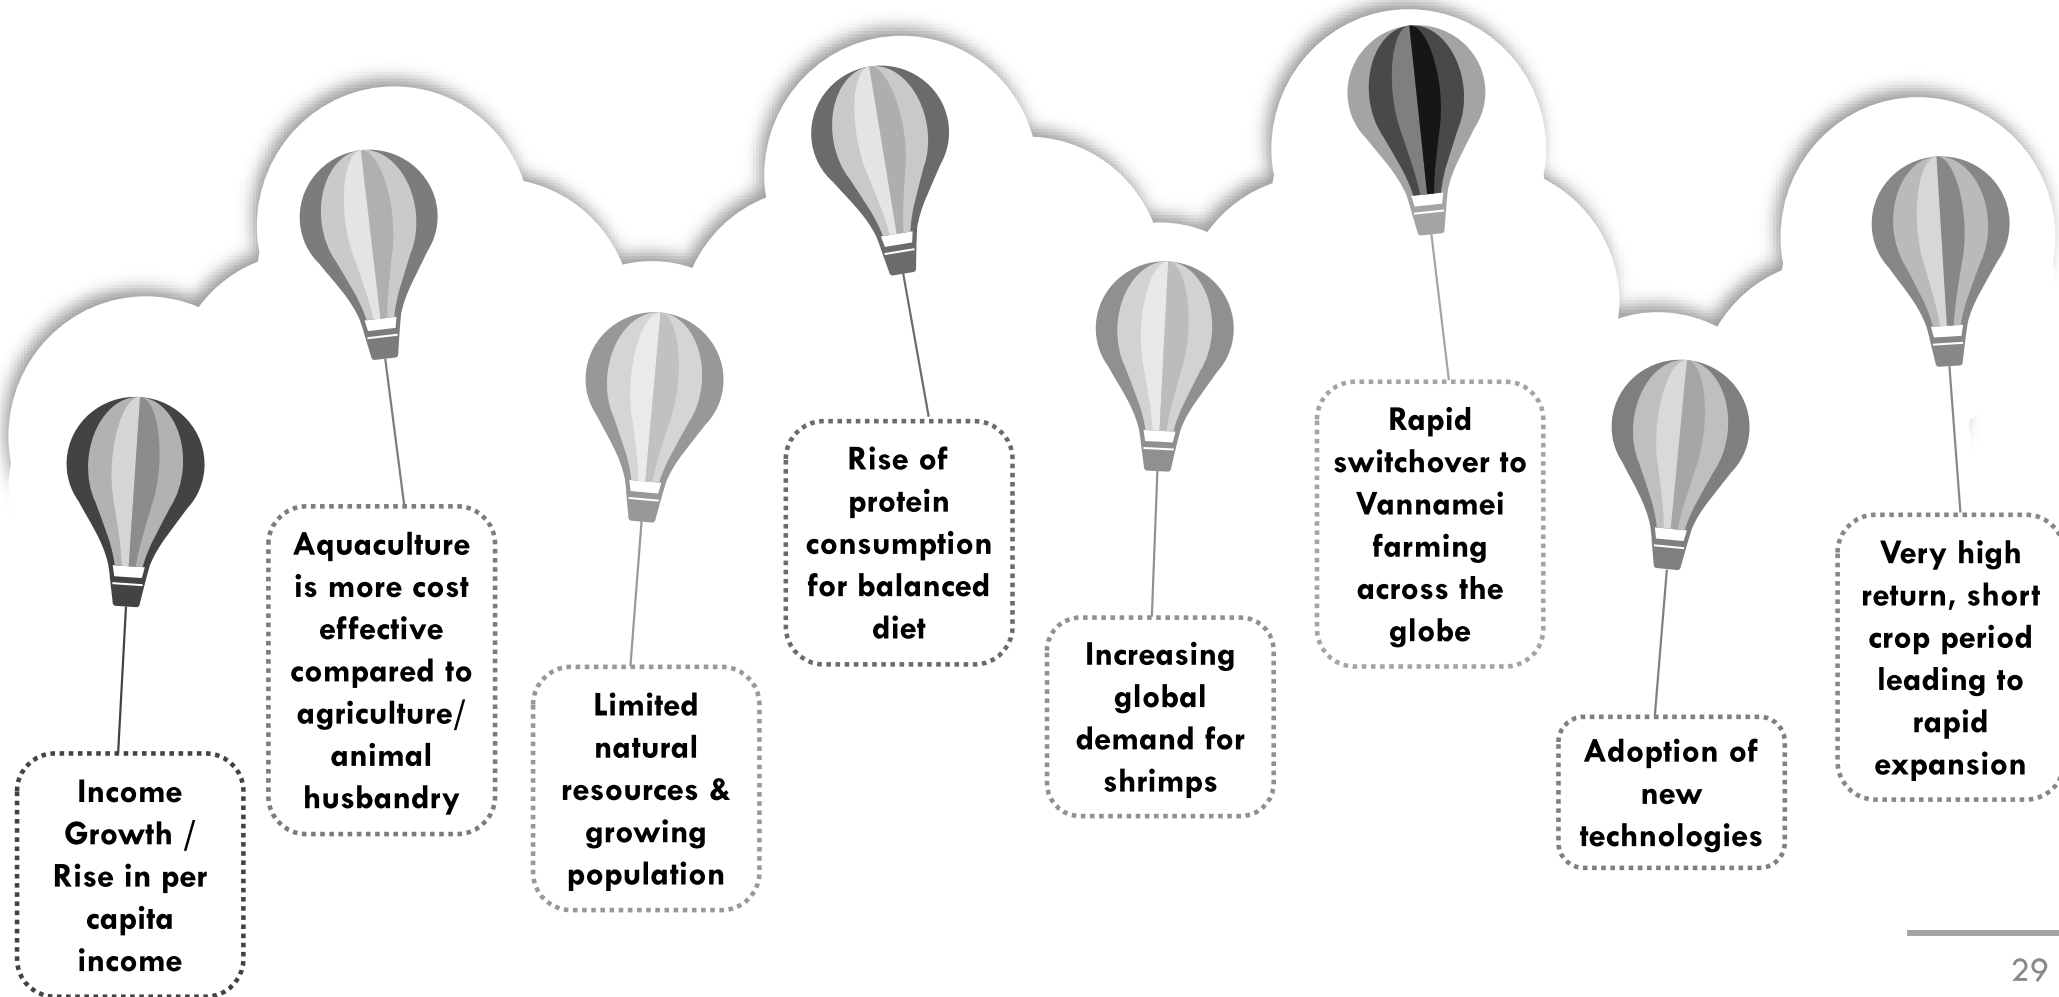 Income
Growth /
Rise in per
capita
income
Aquaculture
is more cost
effective
compared to
agriculture/
animal
husbandry
Limited
natural
resources &
growing
population
Rise of
protein
consumption
for balanced
diet
Increasing
global
demand for
shrimps
Rapid
switchover to
Vannamei
farming
across the
globe
Adoption of
new
technologies
Very high
return, short
crop period
leading to
rapid
expansion
29